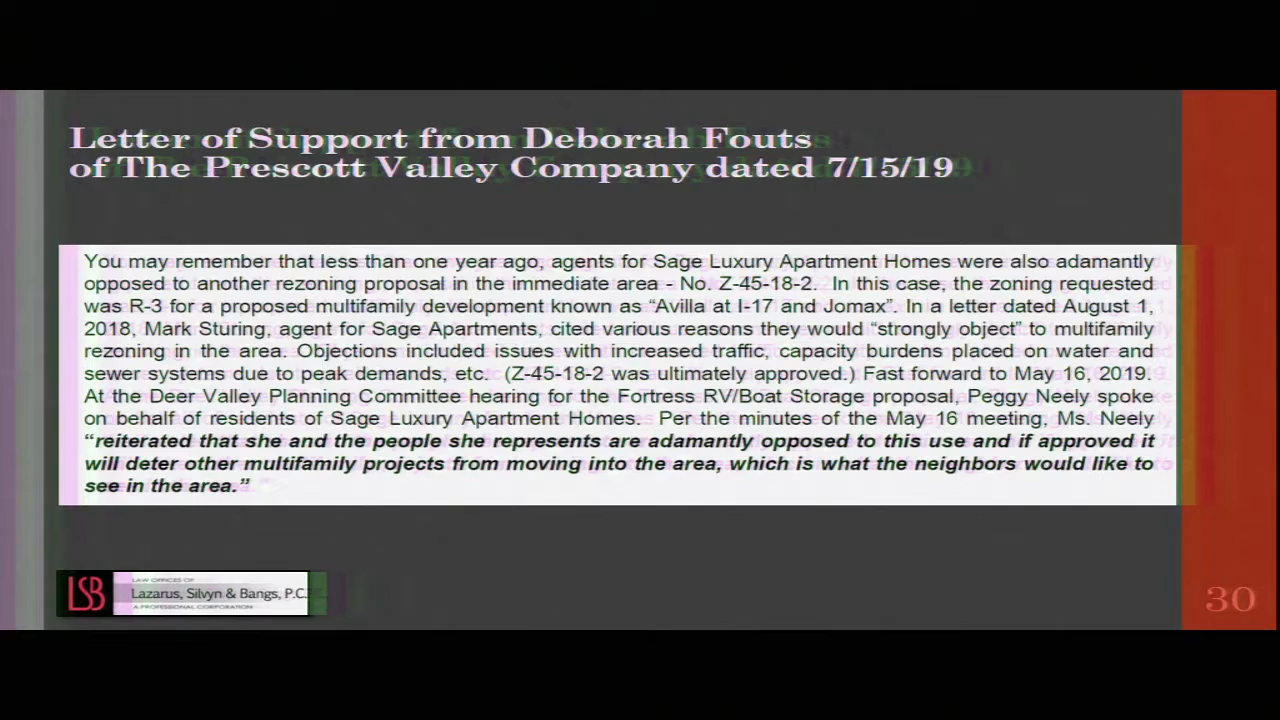 Letter of Support from Deborah Fouts
of The Prescott Valley Company dated 7/15/19
You may remember that less than one year ago, agents for Sage Luxury Apartment Homes were also adamantly
opposed to another rezoning proposal in the immediate area - No. Z-45-18-2. In this case, the zoning requested
was R-3 for a proposed multifamily development known as “Avilla at I-17 and Jomax”. In a letter dated August 1,
2018, Mark Sturing, agent for Sage Apartments, cited various reasons they would “strongly object” to multifamily
rezoning in the area. Objections included issues with increased traffic, capacity burdens placed on water and
sewer systems due to peak demands, etc. (Z-45-18-2 was ultimately approved.) Fast forward to May 16, 2019.
At the Deer Valley Planning Committee hearing for the Fortress RV/Boat Storage proposal, Peggy Neely spoke
on behalf of residents of Sage Luxury Apartment Homes. Per the minutes of the May 16 meeting, Ms. Neely
“reiterated that she and the people she represents are adamantly opposed to this use and if approved it
will deter other multifamily projects from moving into the area, which is what the neighbors would like to
see in the area.”
LSB
LAW OFFICES OF
Lazarus, Silvyn & Bangs, P.C.
A PROFESSIONAL CORPORATION
30